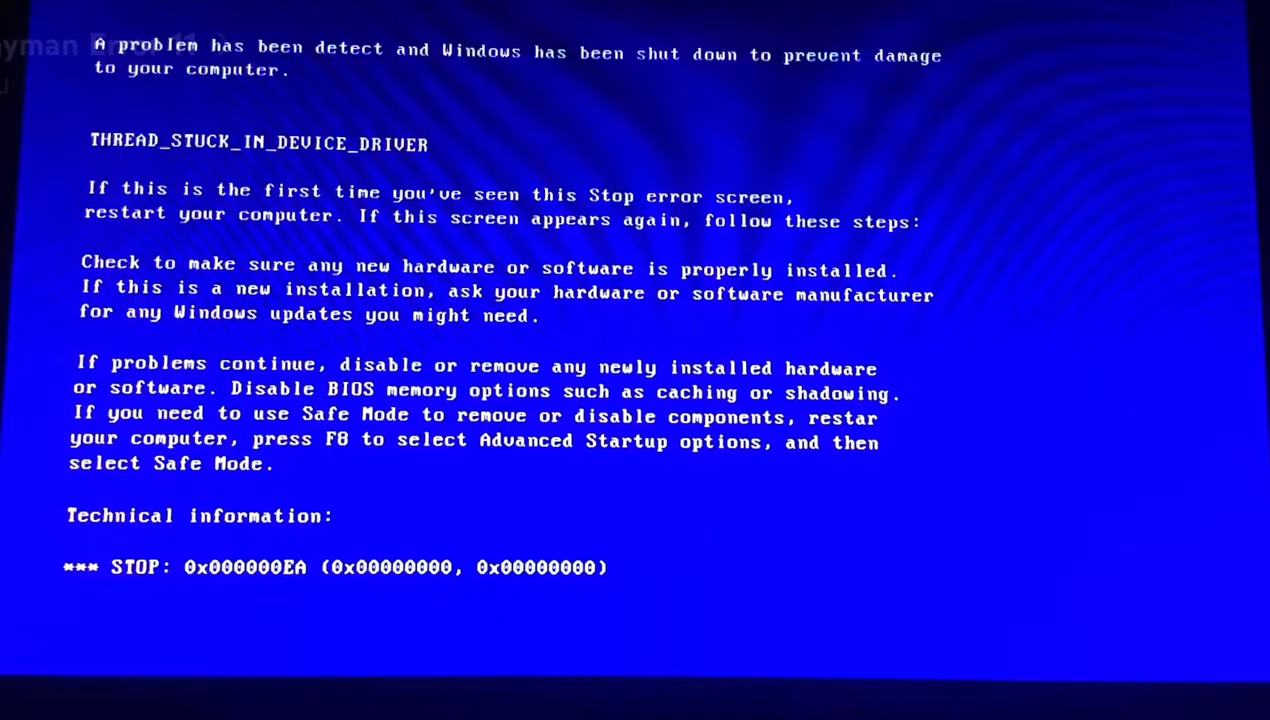 yman Error 11
A problem has been detect and Windows has been shut down to prevent damage
to your computer.
THREAD_STUCK_IN_DEVICE_DRIVER
If this is the first time you've seen this Stop error screen,
restart your computer. If this screen appears again, follow these steps:
Check to make sure any new hardware or software is properly installed.
If this is a new installation, ask your hardware or software manufacturer
for any Windows updates you might need.
If problems continue, disable or remove any newly installed hardware
or software. Disable BIOS memory options such as caching or shadowing.
If you need to use Safe Mode to remove or disable components, restar
your computer, press F8 to select Advanced Startup options, and then
select Safe Mode.
Technical information:
*** STOP: 0x000000EA (0x00000000, 0x00000000)